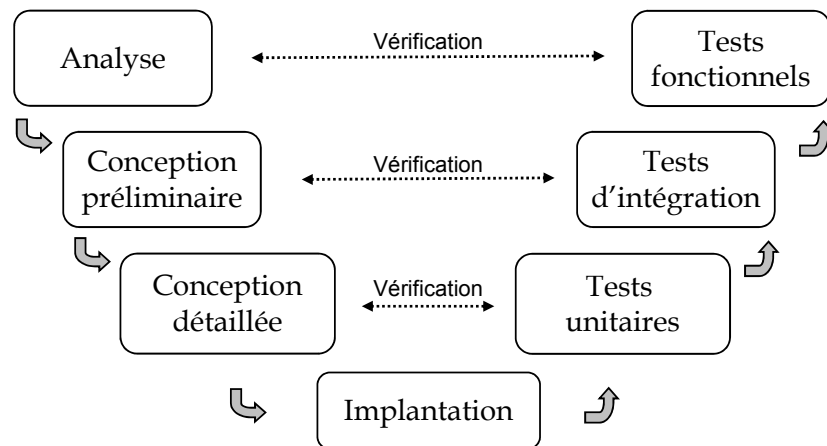 Analyse
Vérification
Tests
fonctionnels
Conception
préliminaire
Vérification
Tests
d'intégration
Conception
détaillée
Vérification
Tests
unitaires
Implantation